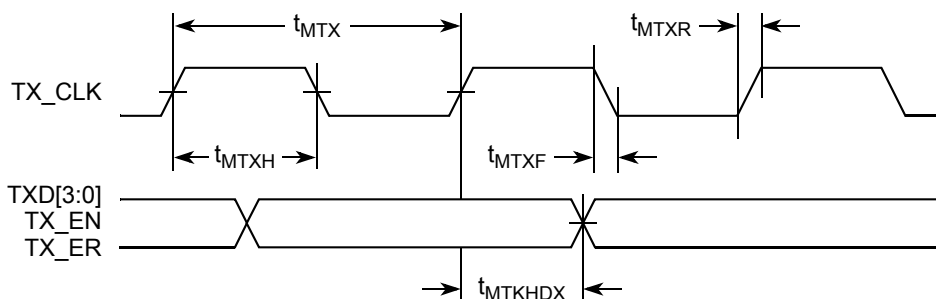 tMTX
tMTXR
TX_CLK
tMTXH
tMTXF
TXD[3:0]
TX_EN
TX_ER
tMTKHDX